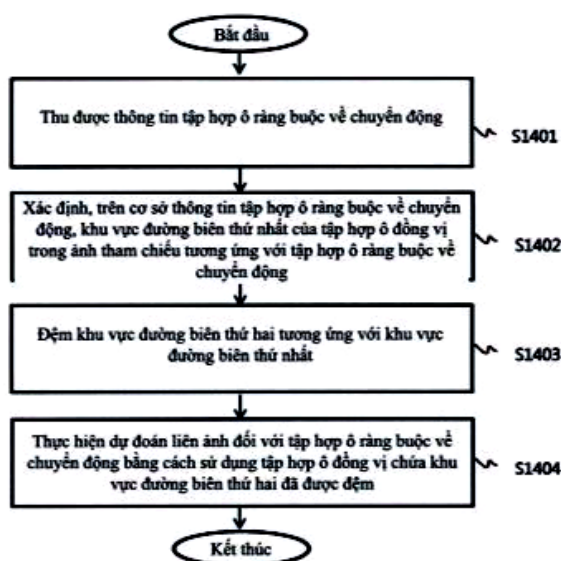 Bắt đầu
Thu được thông tin tập hợp ô ràng buộc về chuyển động
S1401
Xác định, trên cơ sở thông tin tập hợp ô ràng buộc về chuyển
động, khu vực đường biên thứ nhất của tập hợp ô đồng vị
trong ảnh tham chiếu tương ứng với tập hợp ô ràng buộc về
chuyển động
S1402
Đệm khu vực đường biên thứ hai tương ứng với khu vực
đường biên thứ nhất
S1403
Thực hiện dự đoán liên ảnh đối với tập hợp ô ràng buộc về
chuyển động bằng cách sử dụng tập hợp ô đồng vị chứa khu
vực đường biên thứ hai đã được đệm
S1404
Kết thúc